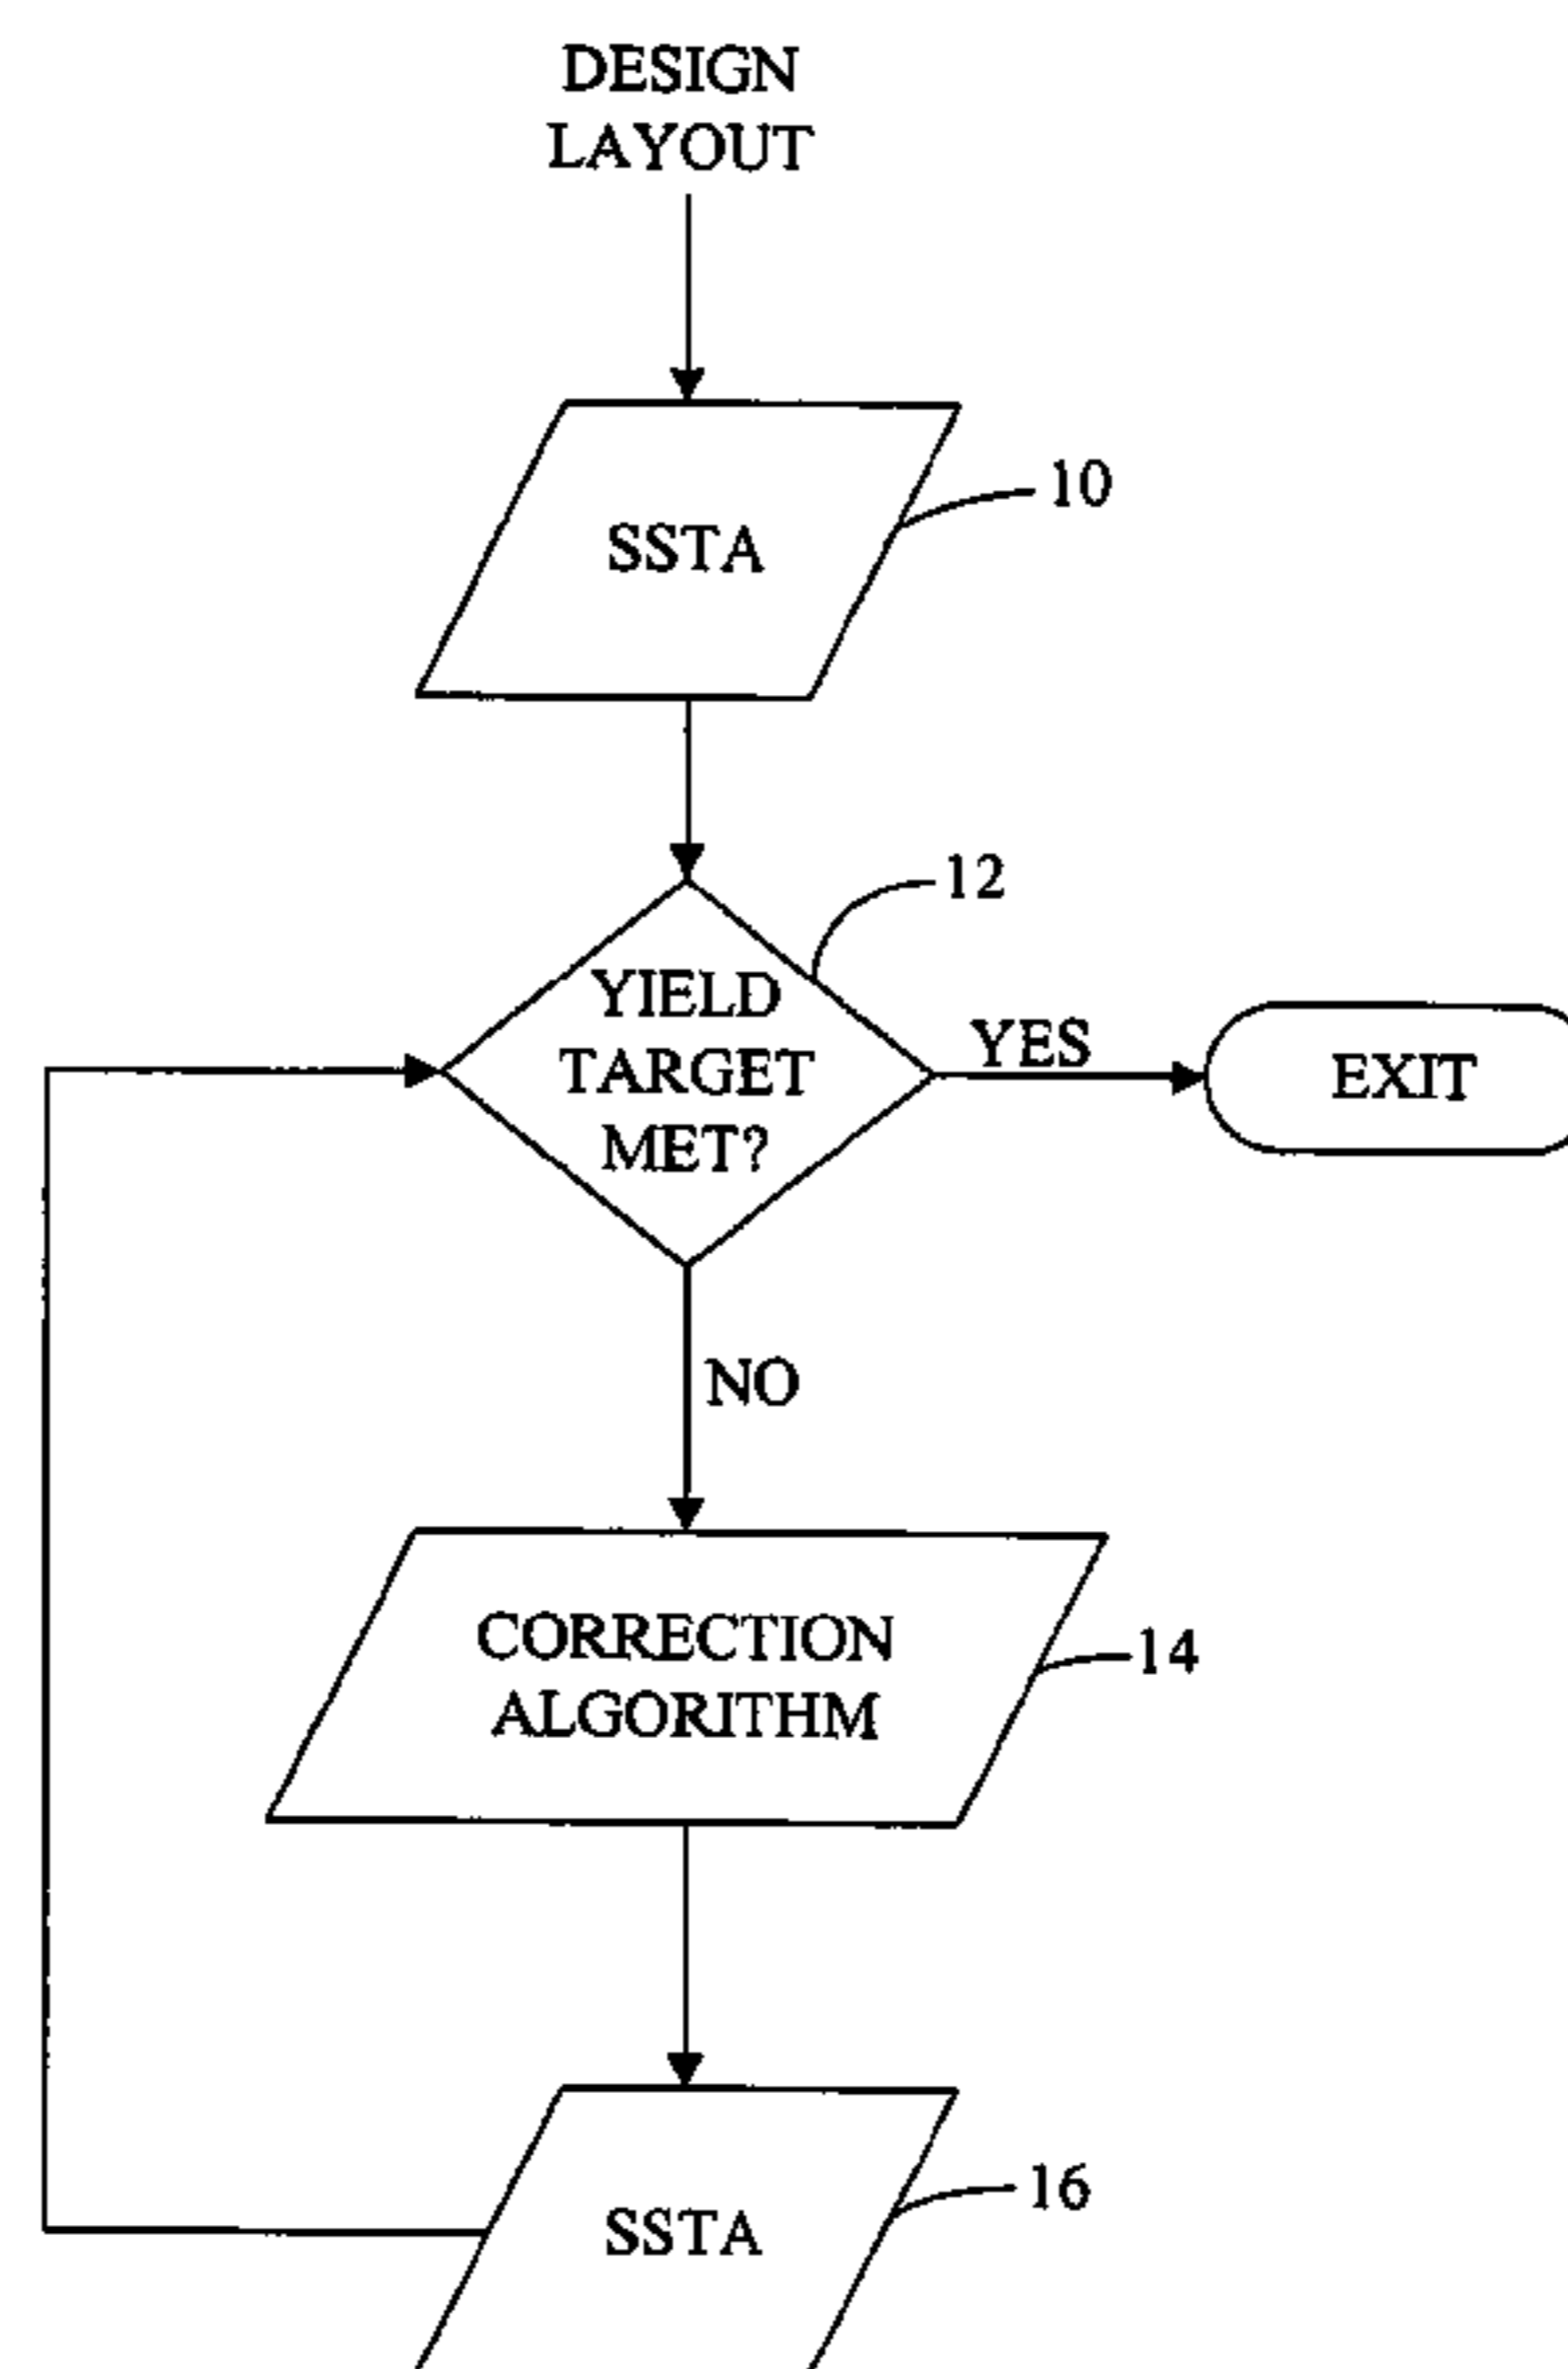 DESIGN
LAYOUT
SSTA
10
12
YIELD
TARGET
MET?
YES
EXIT
NO
CORRECTION
ALGORITHM
14
SSTA
16